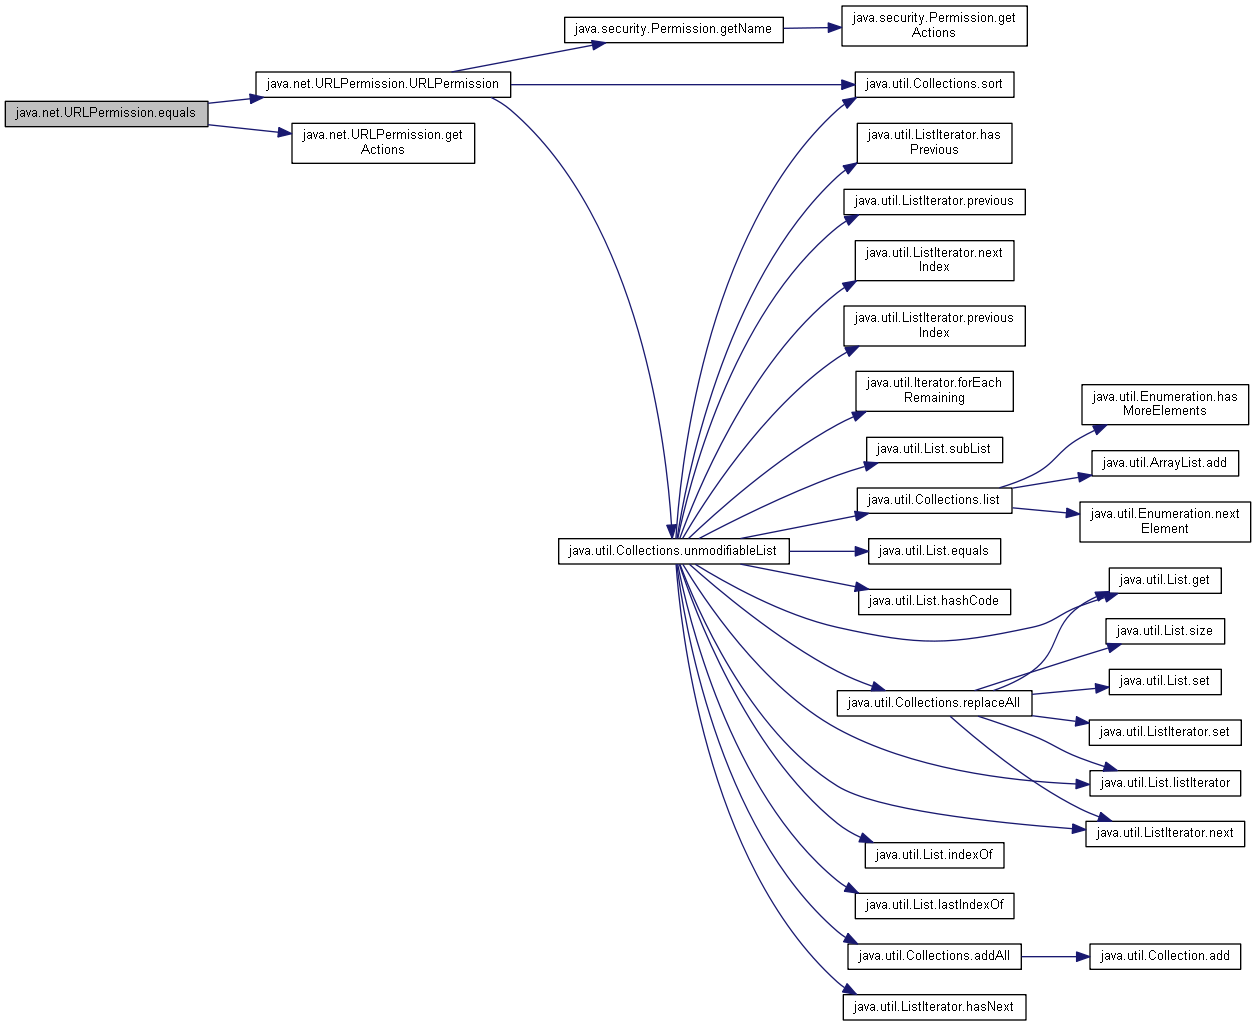 java.net.URLPermission.equals
java.net.URLPermission.URLPermission
java.net.URLPermission.get
Actions
java.security.Permission.getName
java.security.Permission.get
Actions
java.util.Collections.sort
java.util.Collections.unmodifiableList
java.util.ListIterator.has
Previous
java.util.ListIterator.previous
java.util.ListIterator.next
Index
java.util.ListIterator.previous
Index
java.util.Iterator.forEach
Remaining
java.util.List.subList
java.util.Collections.list
java.util.Enumeration.has
MoreElements
java.util.ArrayList.add
java.util.Enumeration.next
Element
java.util.List.equals
java.util.List.hashCode
java.util.List.get
java.util.List.size
java.util.List.set
java.util.Collections.replaceAll
java.util.ListIterator.set
java.util.List.listIterator
java.util.ListIterator.next
java.util.List.indexOf
java.util.List.lastIndexOf
java.util.Collections.addAll
java.util.Collection.add
java.util.ListIterator.hasNext